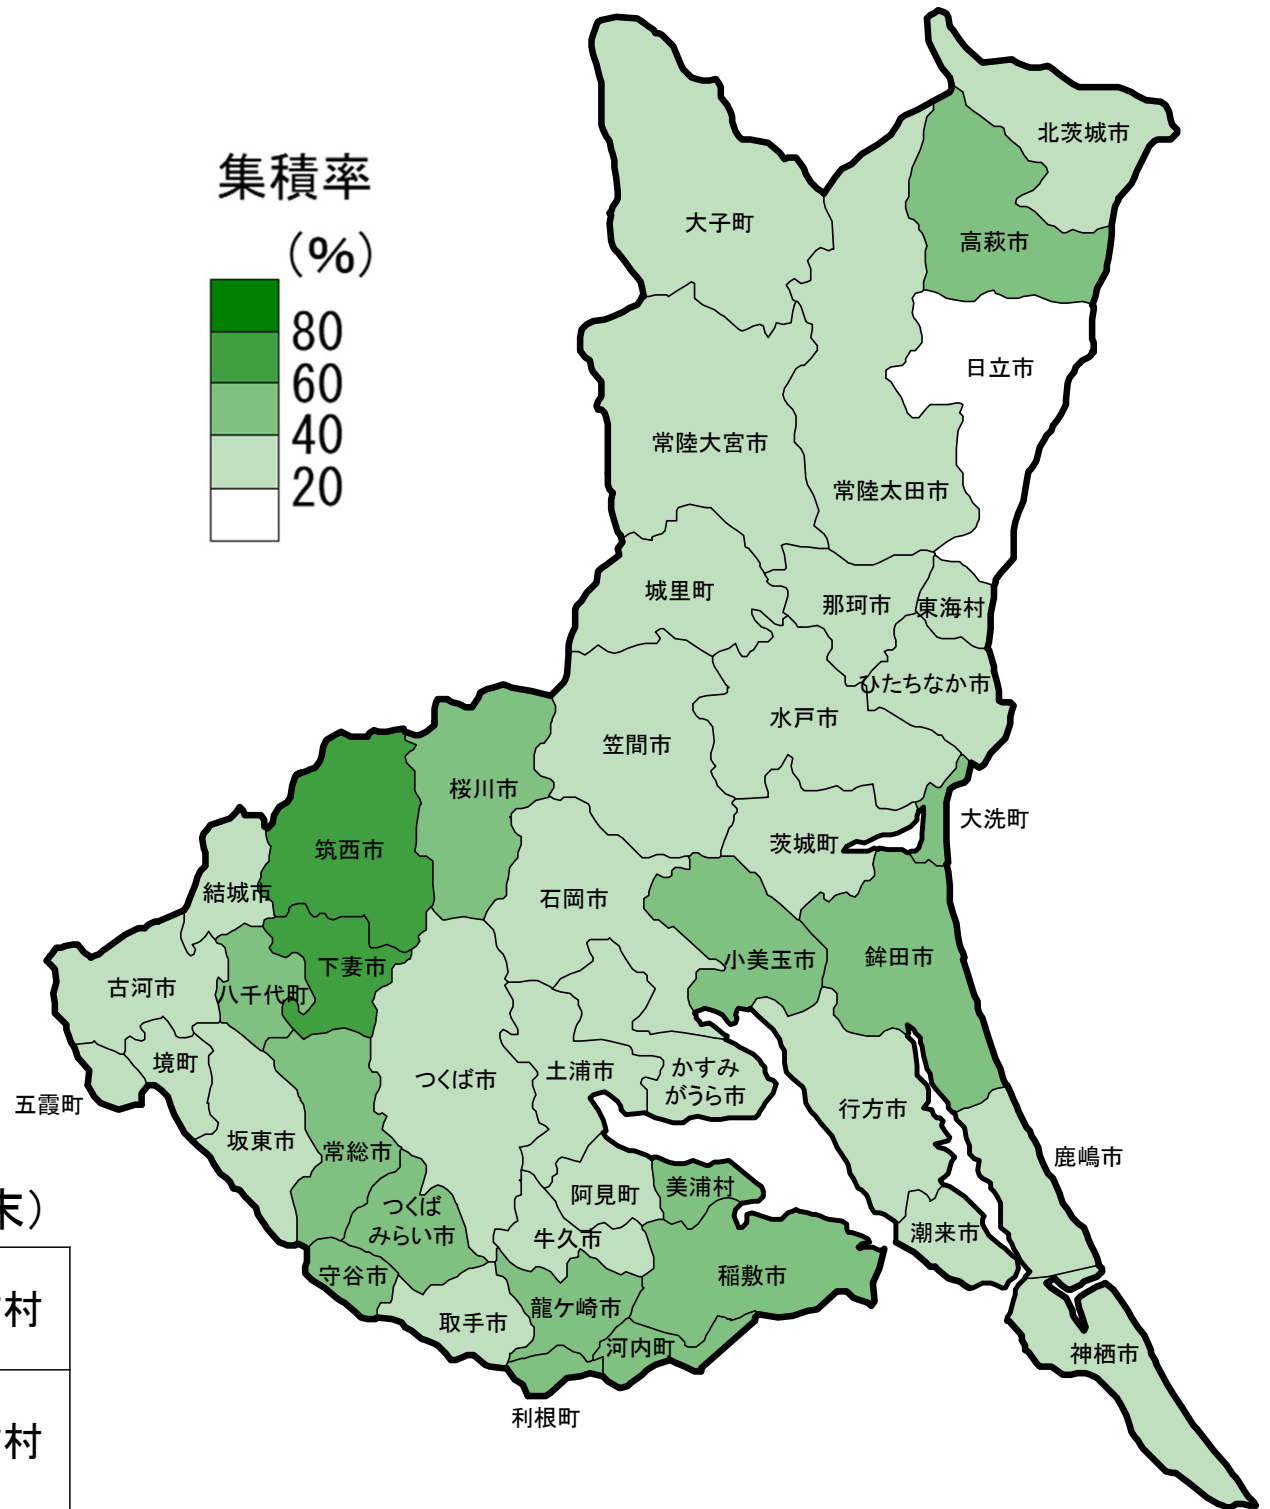 集積率
（%）
80
60
40
20
北茨城市
大子町
高萩市
日立市
常陸大宮市
常陸太田市
城里町
那珂市
東海村
ひたちなか市
水戸市
笠間市
桜川市
大洗町
茨城町
筑西市
結城市
石岡市
小美玉市
鉾田市
下妻市
古河市
八千代町
境町
つくば市
土浦市
かすみ
がうら市
五霞町
行方市
坂東市
常総市
鹿嶋市
阿見町
美浦村
つくば
みらい市
潮来市
牛久市
守谷市
稲敷市
龍ケ崎市
取手市
河内町
神栖市
利根町
末）
村
村